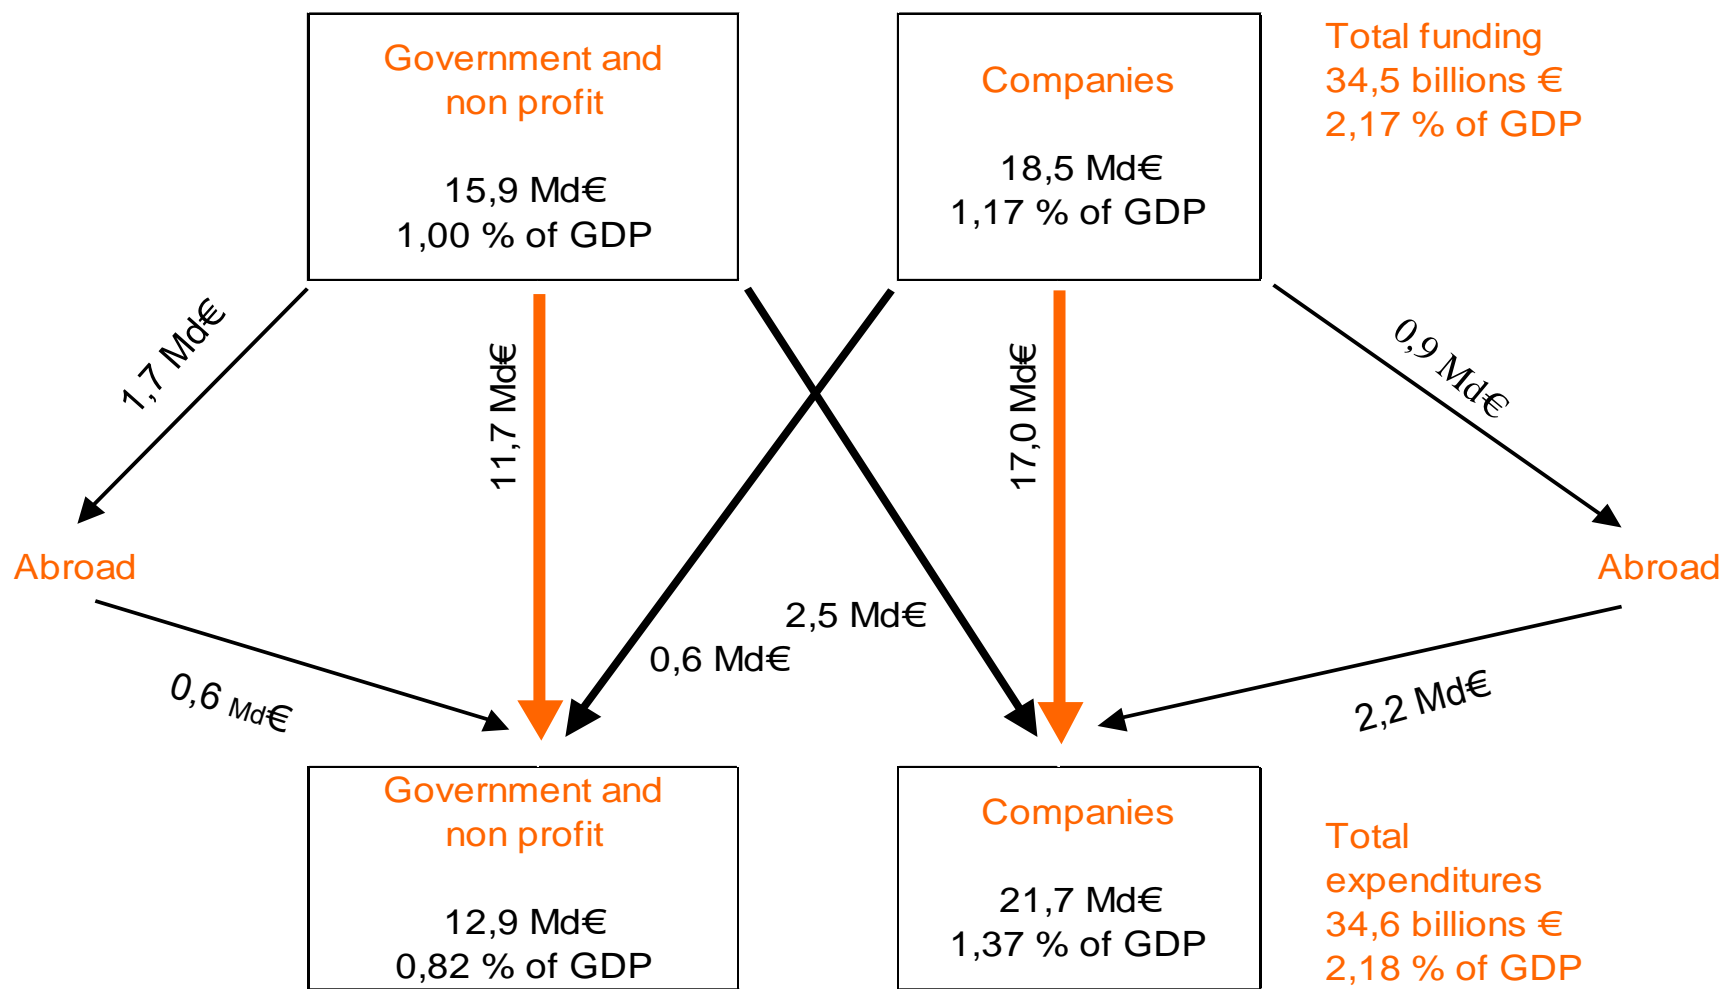 Government and
non profit
15,9 Md€
1,00 % of GDP
Companies
18,5 Md€
1,17 % of GDP
Total funding
34,5 billions €
2,17 % of GDP
1,7 Md€
11,7 Md€
17,0 Md€
0,9 Md€
Abroad
Abroad
2,5 Md€
0,6 Md€
0,6 Md€
2,2 Md€
Government and
non profit
12,9 Md€
0,82 % of GDP
Companies
21,7 Md€
1,37 % of GDP
Total
expenditures
34,6 billions €
2,18 % of GDP